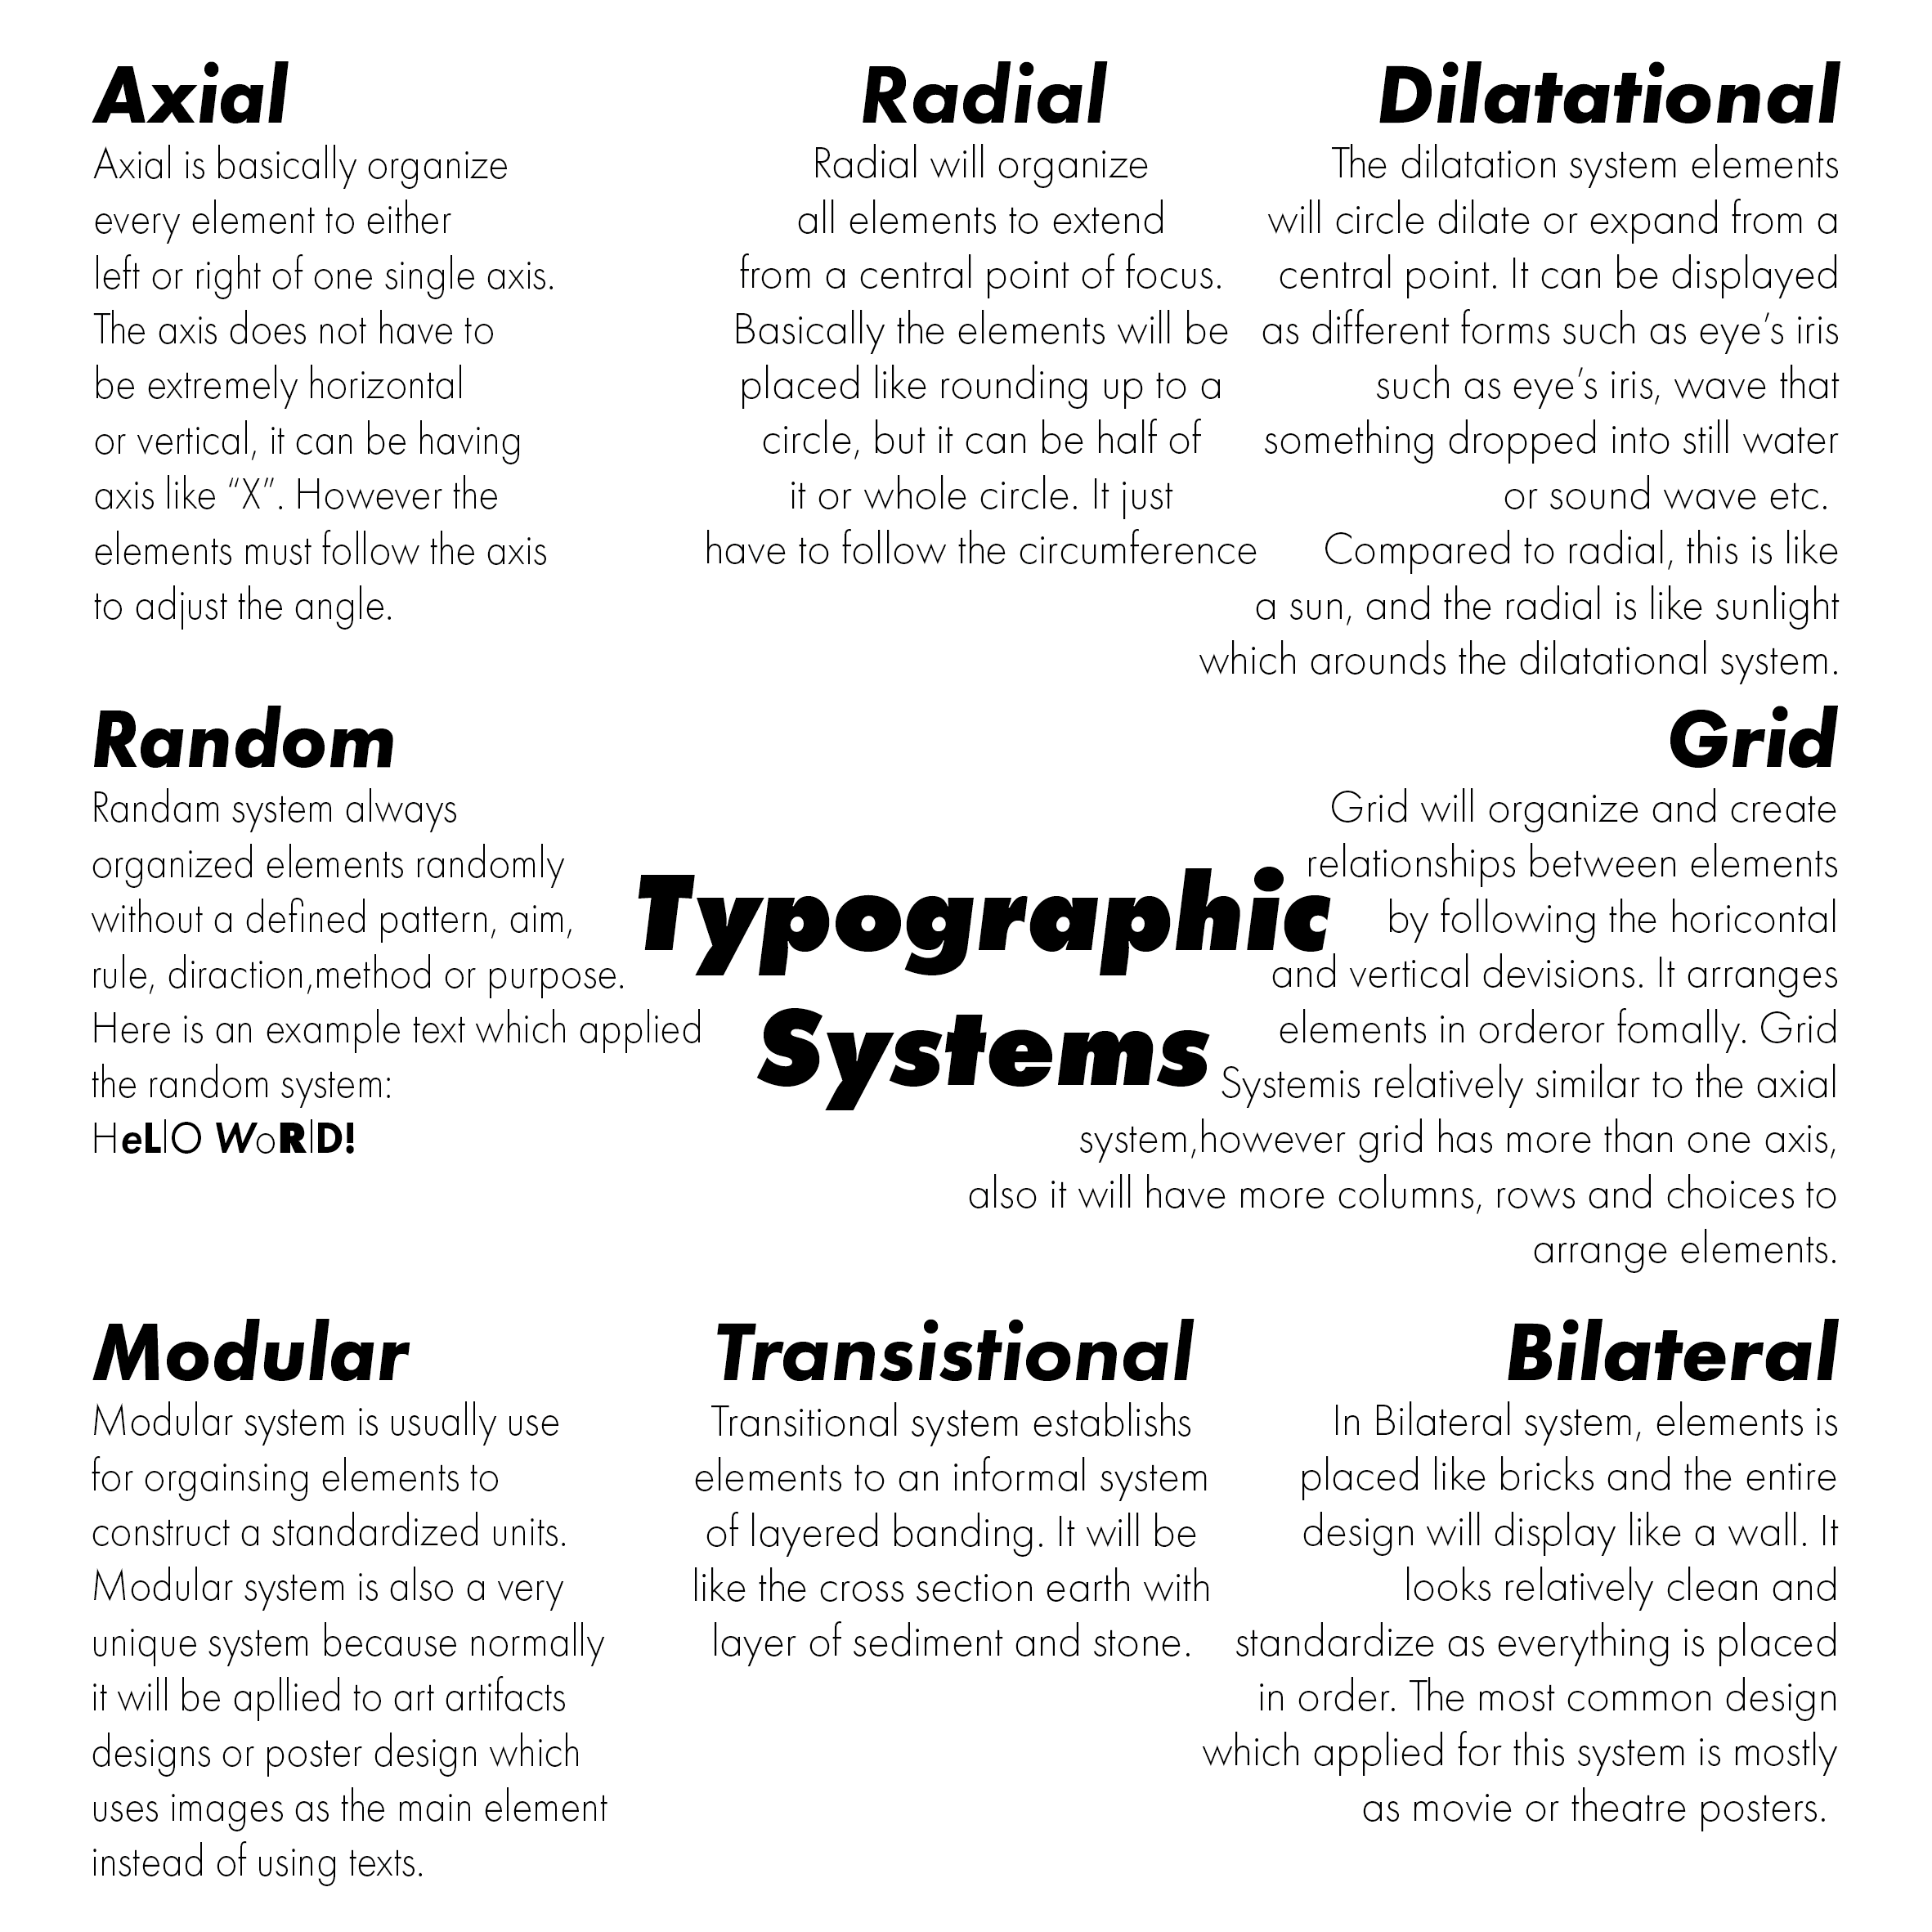 Axial
Axial is basically organize
every element to either
left or right of one single axis.
The axis does not have to
be extremely horizontal
or vertical, it can be having
axis like “X”. However the
elements must follow the axis
to adjust the angle.
Radial
Radial will organize
all elements to extend
from a central point of focus.
Basically the elements will be
placed like rounding up to a
circle, but it can be half of
it or whole circle. It just
have to follow the circumference
Dilatational
The dilatation system elements
will circle dilate or expand from a
central point. It can be displayed
as different forms such as eye’s iris
such as eye’s iris, wave that
something dropped into still water
or sound wave etc.
Compared to radial, this is like
a sun, and the radial is like sunlight
which arounds the dilatational system.
Random
Randam system always
organized elements randomly
without a defined pattern, aim,
rule, diraction,method or purpose.
Here is an example text which applied
the random system:
HeLlO WoRlD!
Typographic
Systems
Grid
Grid will organize and create
relationships between elements
by following the horicontal
and vertical devisions. It arranges
elements in orderor fomally. Grid
Systemis relatively similar to the axial
system,however grid has more than one axis,
also it will have more columns, rows and choices to
arrange elements.
Modular
Modular system is usually use
for orgainsing elements to
construct a standardized units.
Modular system is also a very
unique system because normally
it will be apllied to art artifacts
designs or poster design which
uses images as the main element
instead of using texts.
Transistional
Transitional system establishs
elements to an informal system
of layered banding. It will be
like the cross section earth with
layer of sediment and stone.
Bilateral
In Bilateral system, elements is
placed like bricks and the entire
design will display like a wall. It
looks relatively clean and
standardize as everything is placed
in order. The most common design
which applied for this system is mostly
as movie or theatre posters.